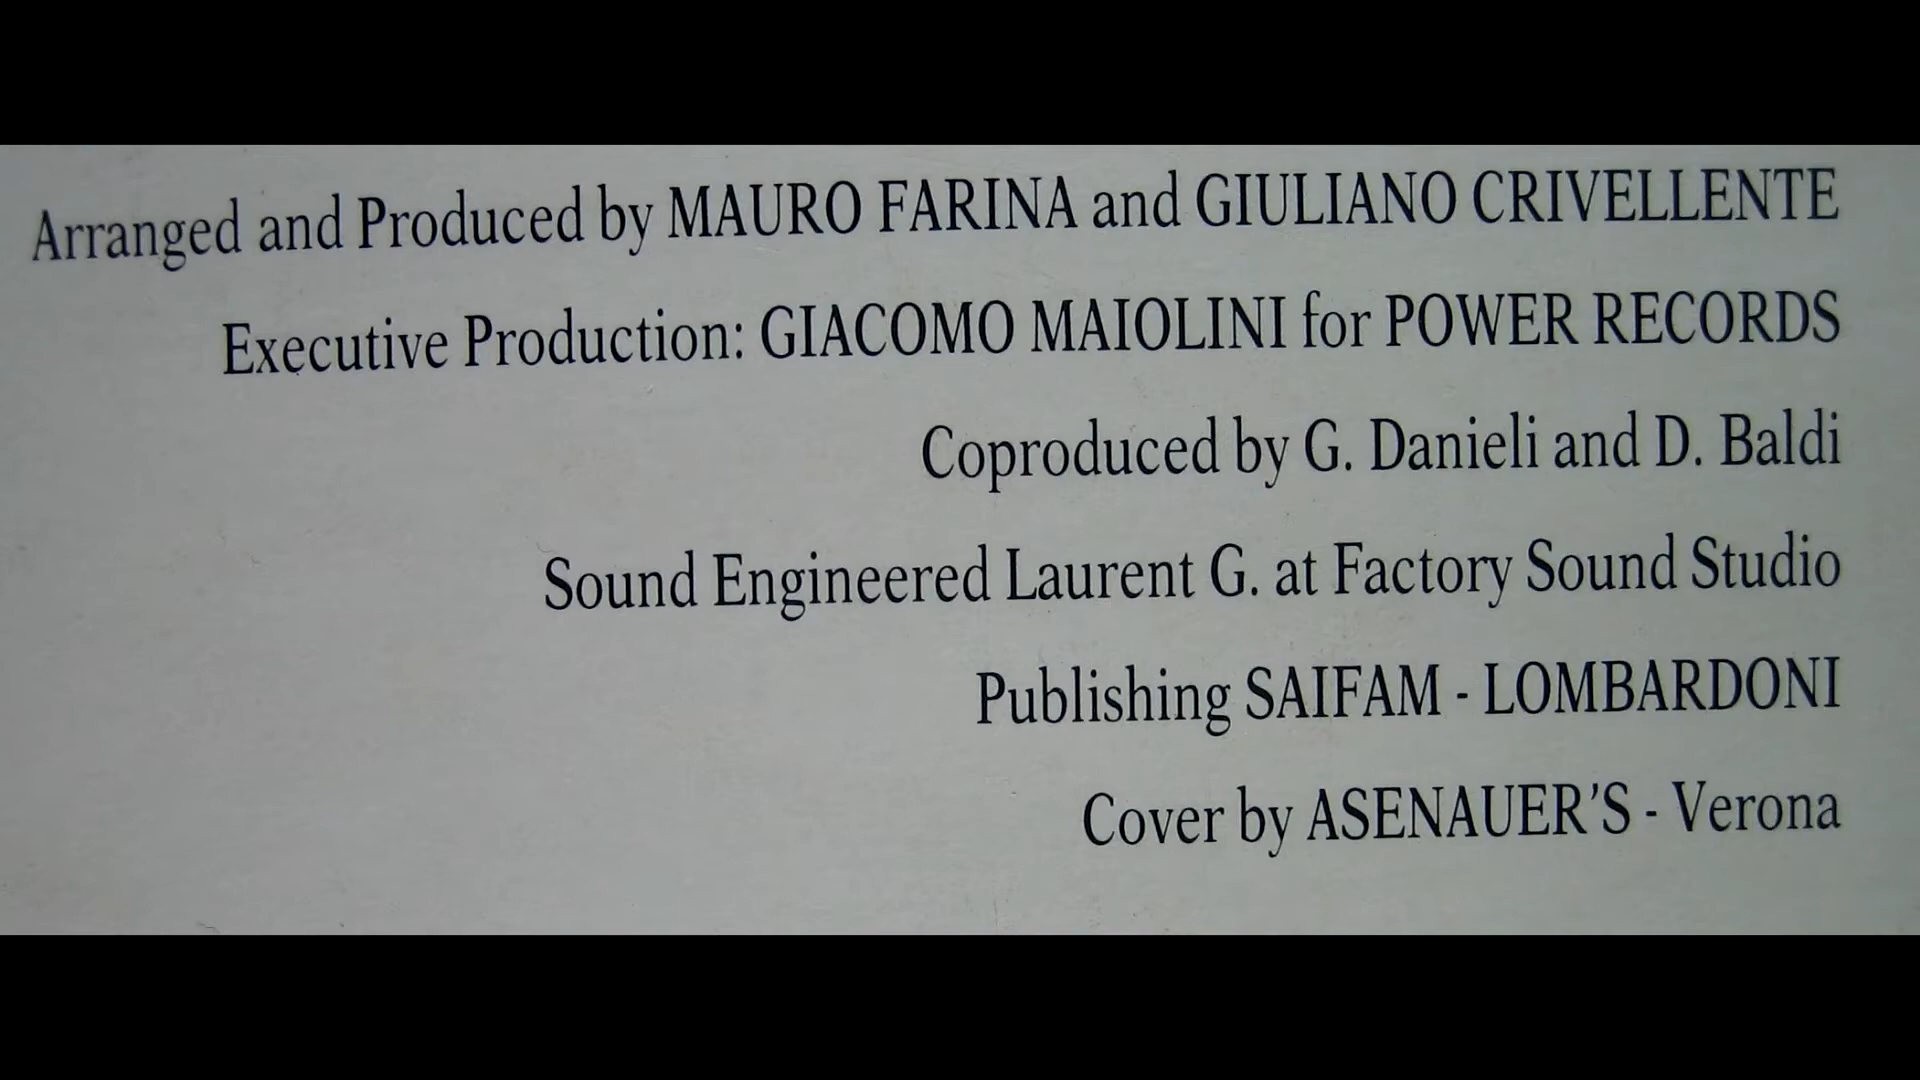 Arranged and Produced by MAURO FARINA and GIULIANO CRIVELLENTE
Executive Production: GIACOMO MAIOLINI for POWER RECORDS
Coproduced by G. Danieli and D. Baldi
Sound Engineered Laurent G. at Factory Sound Studio
Publishing SAIFAM - LOMBARDONI
Cover by ASENAUER'S - Verona